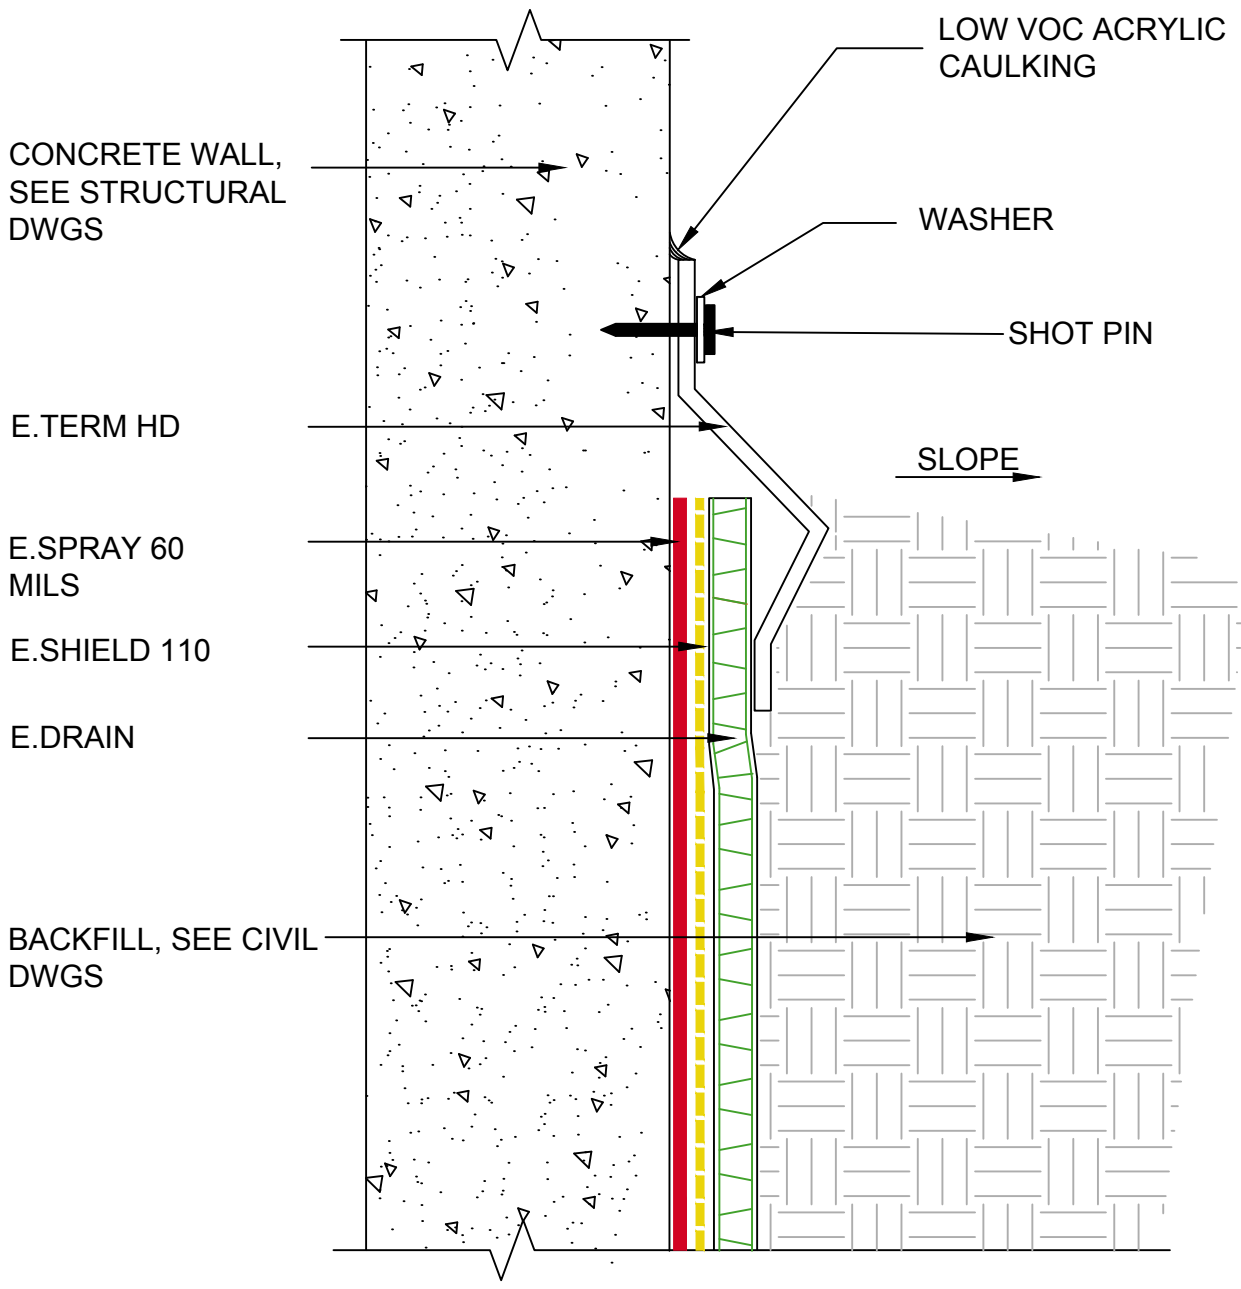 LOW VOC ACRYLIC
CAULKING
CONCRETE WALL,
SEE STRUCTURAL
DWGS
WASHER
SHOT PIN
E.TERM HD
SLOPE
E.SPRAY 60
MILS
E.SHIELD 110
E.DRAIN
BACKFILL, SEE CIVIL
DWGS